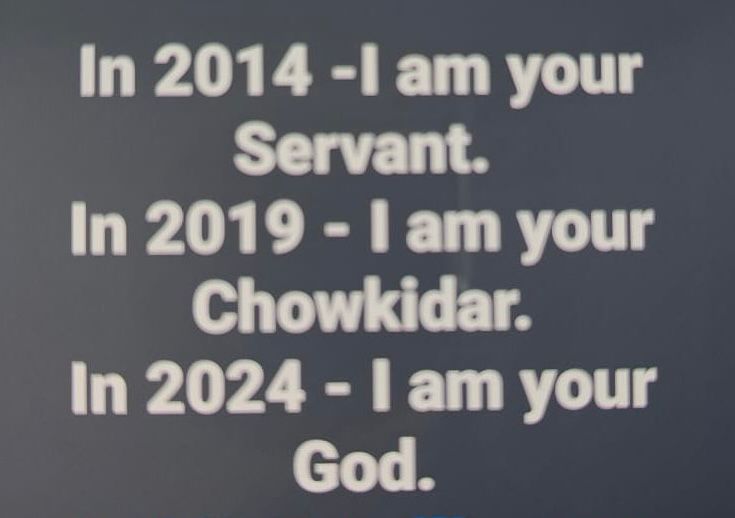 In 2014 -I am your
Servant.
In 2019 - I am your
Chowkidar.
In 2024 - I am your
God.